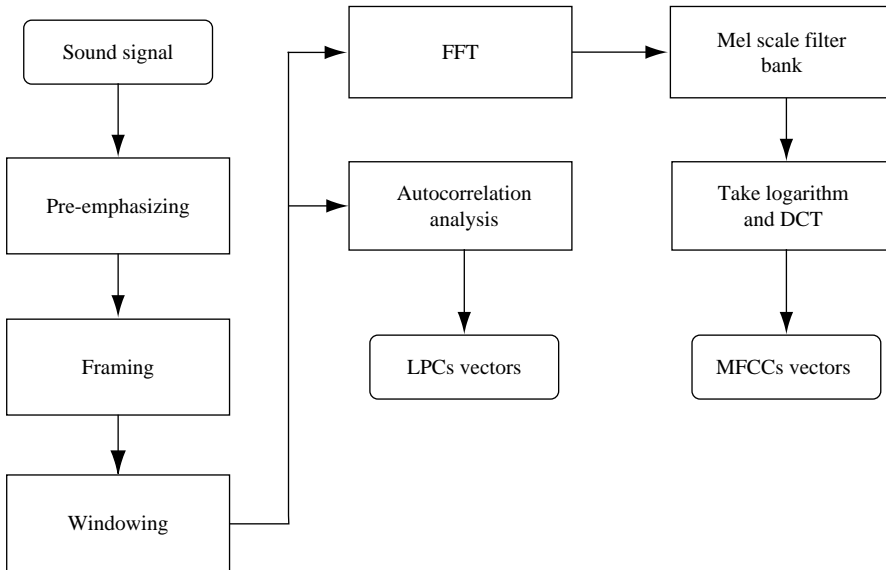 Sound signal
Pre-emphasizing
Framing
Windowing
FFT
Autocorrelation
analysis
LPCs vectors
Mel scale filter
bank
Take logarithm
and DCT
MFCCs vectors